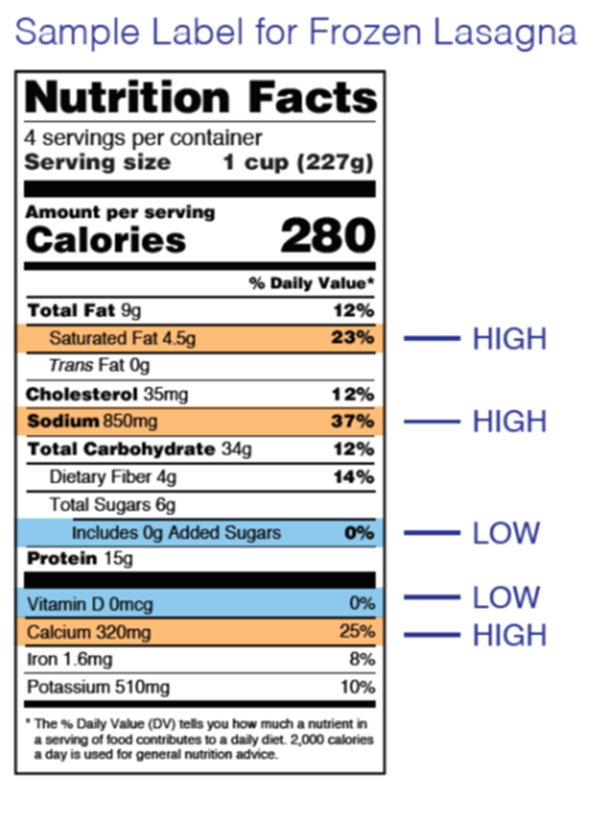 Sample Label for Frozen Lasagna
Nutrition Facts
4 servings per container
Serving size 1 cup (227g)
Amount per serving
Calories 280
% Daily Value*
Total Fat 9g 12%
Saturated Fat 4.5g 23% HIGH
Trans Fat 0g
Cholesterol 35mg 12%
Sodium 850mg 37% HIGH
Total Carbohydrate 34g 12%
Dietary Fiber 4g 14%
Total Sugars 6g
Includes 0g Added Sugars 0% LOW
Protein 15g
Vitamin D 0mcg 0% LOW
Calcium 320mg 25% HIGH
Iron 1.6mg 8%
Potassium 510mg 10%
* The % Daily Value (DV) tells you how much a nutrient in
a serving of food contributes to a daily diet. 2,000 calories
a day is used for general nutrition advice.